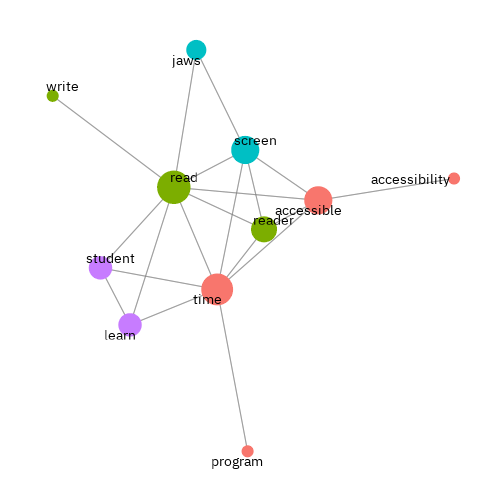 jaws
write
screen
read
accessibility
accessible
reader
student
time
learn
program